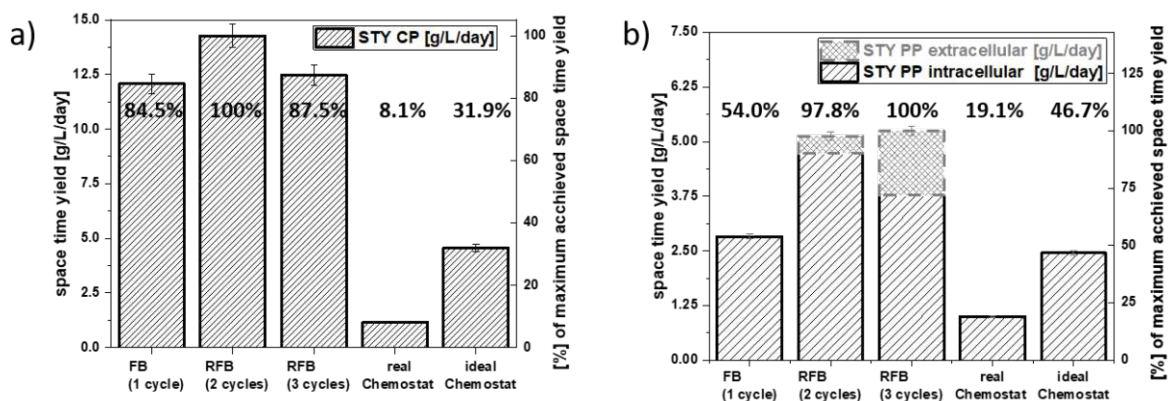 a)
STY CP [g/L/day]
space time yield [g/L/day]
15.0
12.5
10.0
7.5
5.0
2.5
0.0
84.5%
100%
87.5%
8.1%
31.9%
100
80
60
40
20
0
[%] of maximum acchieved space time yield
FB
(1 cycle)
RFB
(2 cycles)
RFB
(3 cycles)
real
Chemostat
ideal
Chemostat
b)
STY PP extracellular [g/L/day]
STY PP intracellular [g/L/day]
space time yield [g/L/day]
7.50
6.25
5.00
3.75
2.50
1.25
0.00
54.0%
97.8%
100%
19.1%
46.7%
125
100
75
50
25
0
[%] of maximum acchieved space time yield
FB
(1 cycle)
RFB
(2 cycles)
RFB
(3 cycles)
real
Chemostat
ideal
Chemostat